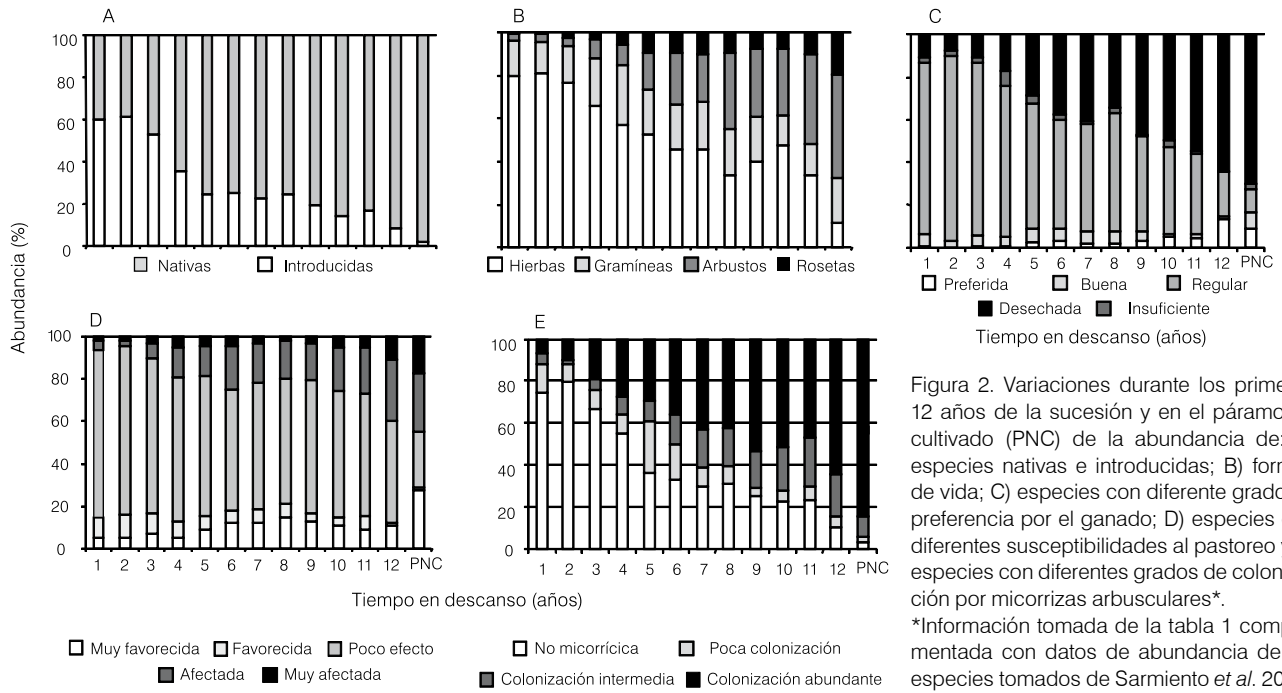 A
100
80
60
40
20
0
Nativas Introducidas
B
Hierbas Gramíneas Arbustos Rosetas
C
1 2 3 4 5 6 7 8 9 10 11 12 PNC
Preferida Buena Regular
Desechada Insuficiente
Tiempo en descanso (años)
Abundancia (%)
D
100
80
60
40
20
0
1 2 3 4 5 6 7 8 9 10 11 12 PNC
E
100
80
60
40
20
0
1 2 3 4 5 6 7 8 9 10 11 12 PNC
Tiempo en descanso (años)
Muy favorecida Favorecida Poco efecto
Afectada Muy afectada
No micorrícica Poca colonización
Colonización intermedia Colonización abundante
Figura 2. Variaciones durante los prime
12 años de la sucesión y en el páramo
cultivado (PNC) de la abundancia de:
especies nativas e introducidas; B) for
de vida; C) especies con diferente grado
preferencia por el ganado; D) especies
diferentes susceptibilidades al pastoreo
especies con diferentes grados de colon
ción por micorrizas arbusculares*.
*Información tomada de la tabla 1 comp
mentada con datos de abundancia de
especies tomados de Sarmiento et al. 20